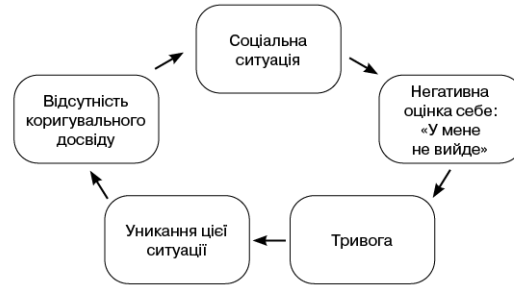 Соціальна
ситуація
Негативна
оцінка себе:
«У мене
не вийде»
Тривога
Уникання цієї
ситуації
Відсутність
коригувального
досвіду